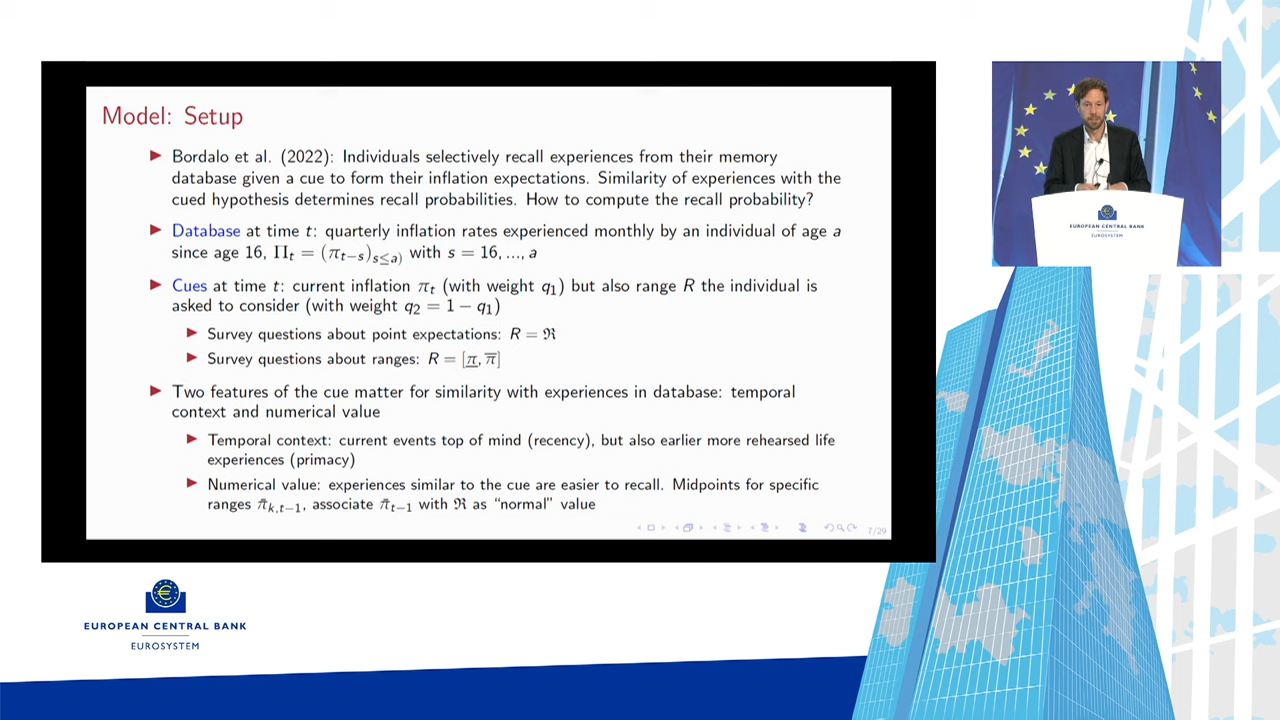 Model: Setup
▶ Bordalo et al. (2022): Individuals selectively recall experiences from their memory
database given a cue to form their inflation expectations. Similarity of experiences with the
cued hypothesis determines recall probabilities. How to compute the recall probability?
▶ Database at time t: quarterly inflation rates experienced monthly by an individual of age a
since age 16, Π_t = (π_{t−s})_{s≤a)} with s = 16, ..., a
▶ Cues at time t: current inflation π_t (with weight q_1) but also range R the individual is
asked to consider (with weight q_2 = 1 − q_1)
▶ Survey questions about point expectations: R = ℜ
▶ Survey questions about ranges: R = [π̲, π̅]
▶ Two features of the cue matter for similarity with experiences in database: temporal
context and numerical value
▶ Temporal context: current events top of mind (recency), but also earlier more rehearsed life
experiences (primacy)
▶ Numerical value: experiences similar to the cue are easier to recall. Midpoints for specific
ranges π̄_{k,t−1}, associate π̄_{t−1} with ℜ as “normal” value
7/29
EUROPEAN CENTRAL BANK
EUROSYSTEM
EUROPEAN CENTRAL BANK
EUROSYSTEM